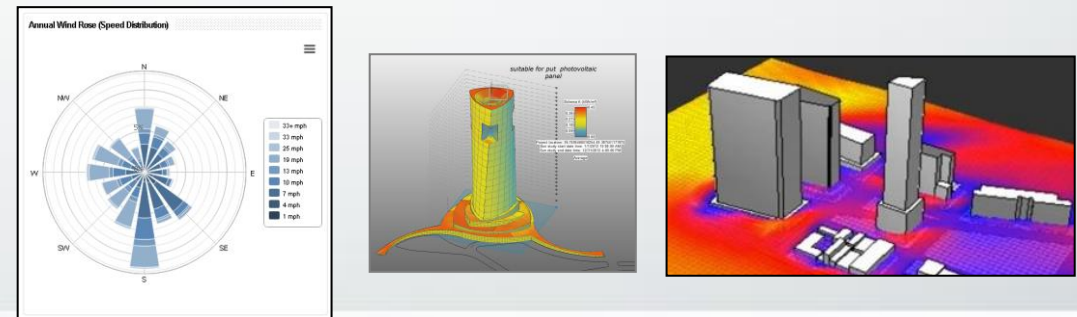 Annual Wind Rose (Speed Distribution)
N
NW
NE
W
E
SW
SE
S
33+ mph
33 mph
25 mph
19 mph
13 mph
10 mph
7 mph
4 mph
1 mph
suitable for put photovoltaic
panel